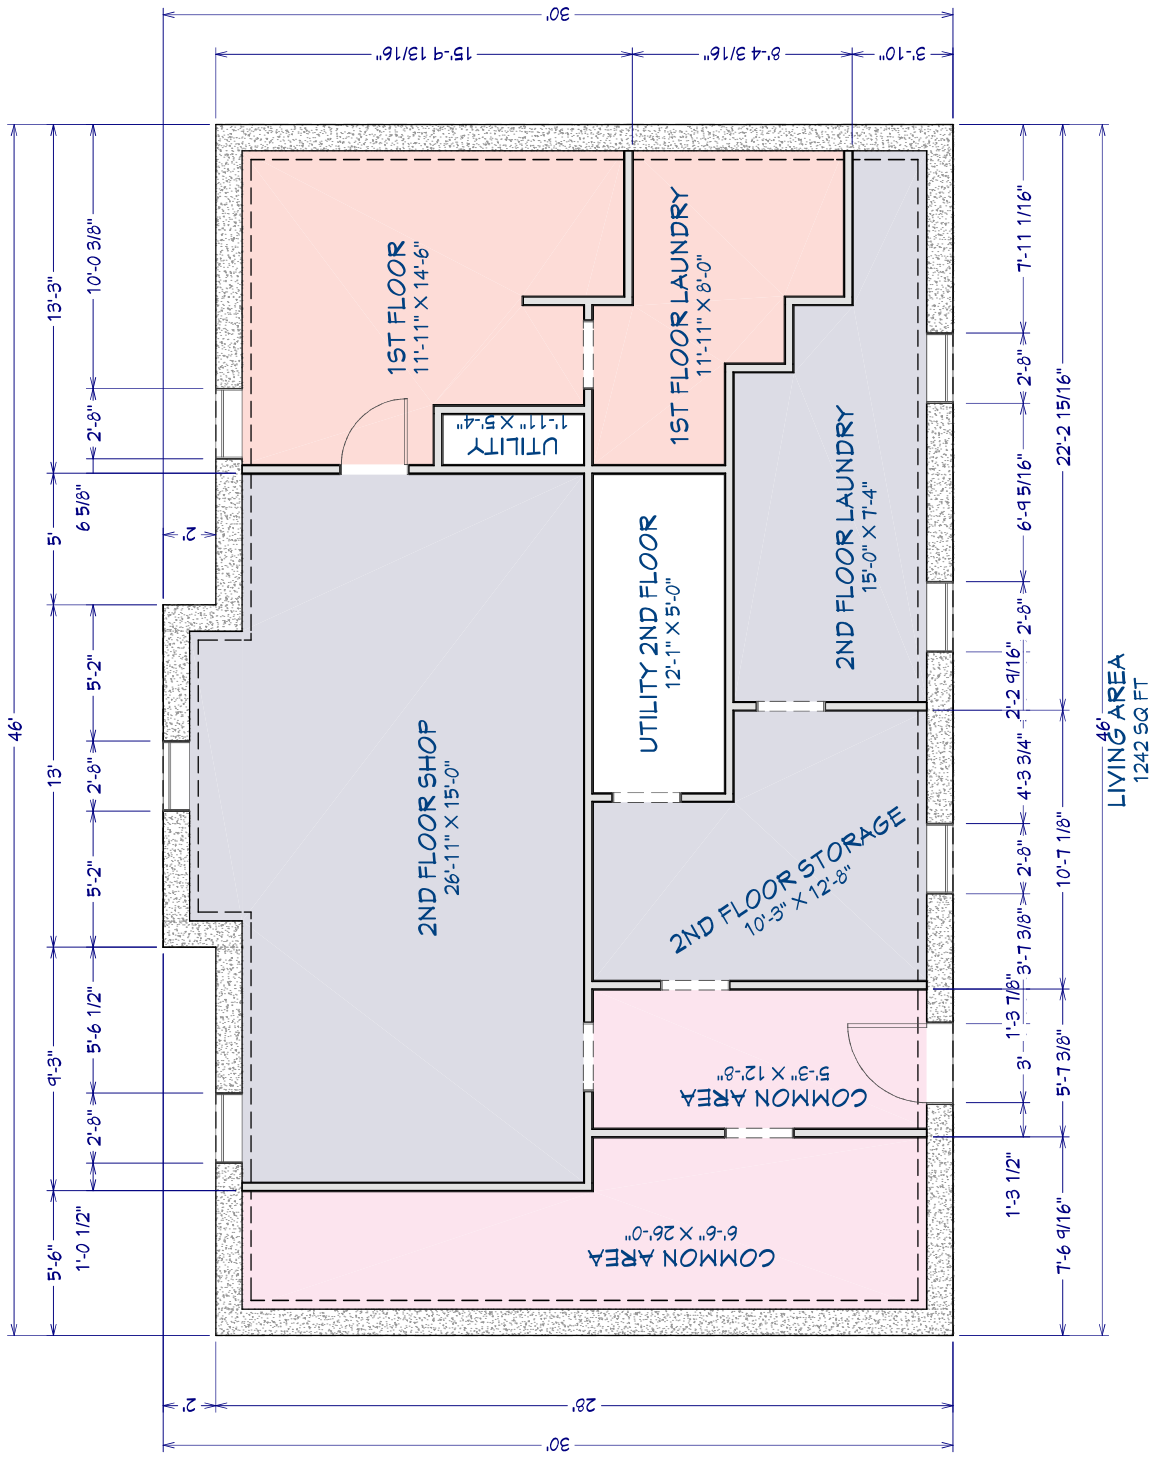 30'
15'-9 13/16"
8'-4 3/16"
3'-10"
46'
13'-3"
5'
13'
9'-3"
5'-6"
10'-0 3/8"
2'-8"
6 5/8"
2'
5'-2"
2'-8"
5'-2"
5'-6 1/2"
2'-8"
1'-0 1/2"
1ST FLOOR
11'-11" X 14'-6"
1ST FLOOR LAUNDRY
11'-11" X 8'-0"
UTILITY
1'-11" X 5'-4"
UTILITY 2ND FLOOR
12'-1" X 5'-0"
2ND FLOOR LAUNDRY
15'-0" X 7'-4"
2ND FLOOR SHOP
26'-11" X 15'-0"
2ND FLOOR STORAGE
10'-3" X 12'-8"
COMMON AREA
5'-3" X 12'-8"
COMMON AREA
6'-6" X 26'-0"
7'-11 1/16"
2'-8"
6'-9 5/16"
2'-8"
2'-2 9/16"
4'-3 3/4"
2'-8"
3'-7 3/8"
1'-3 7/8"
3'
1'-3 1/2"
22'-2 15/16"
10'-7 1/8"
5'-7 3/8"
7'-6 9/16"
46'
LIVING AREA
1242 SQ FT
2'
28'
30'